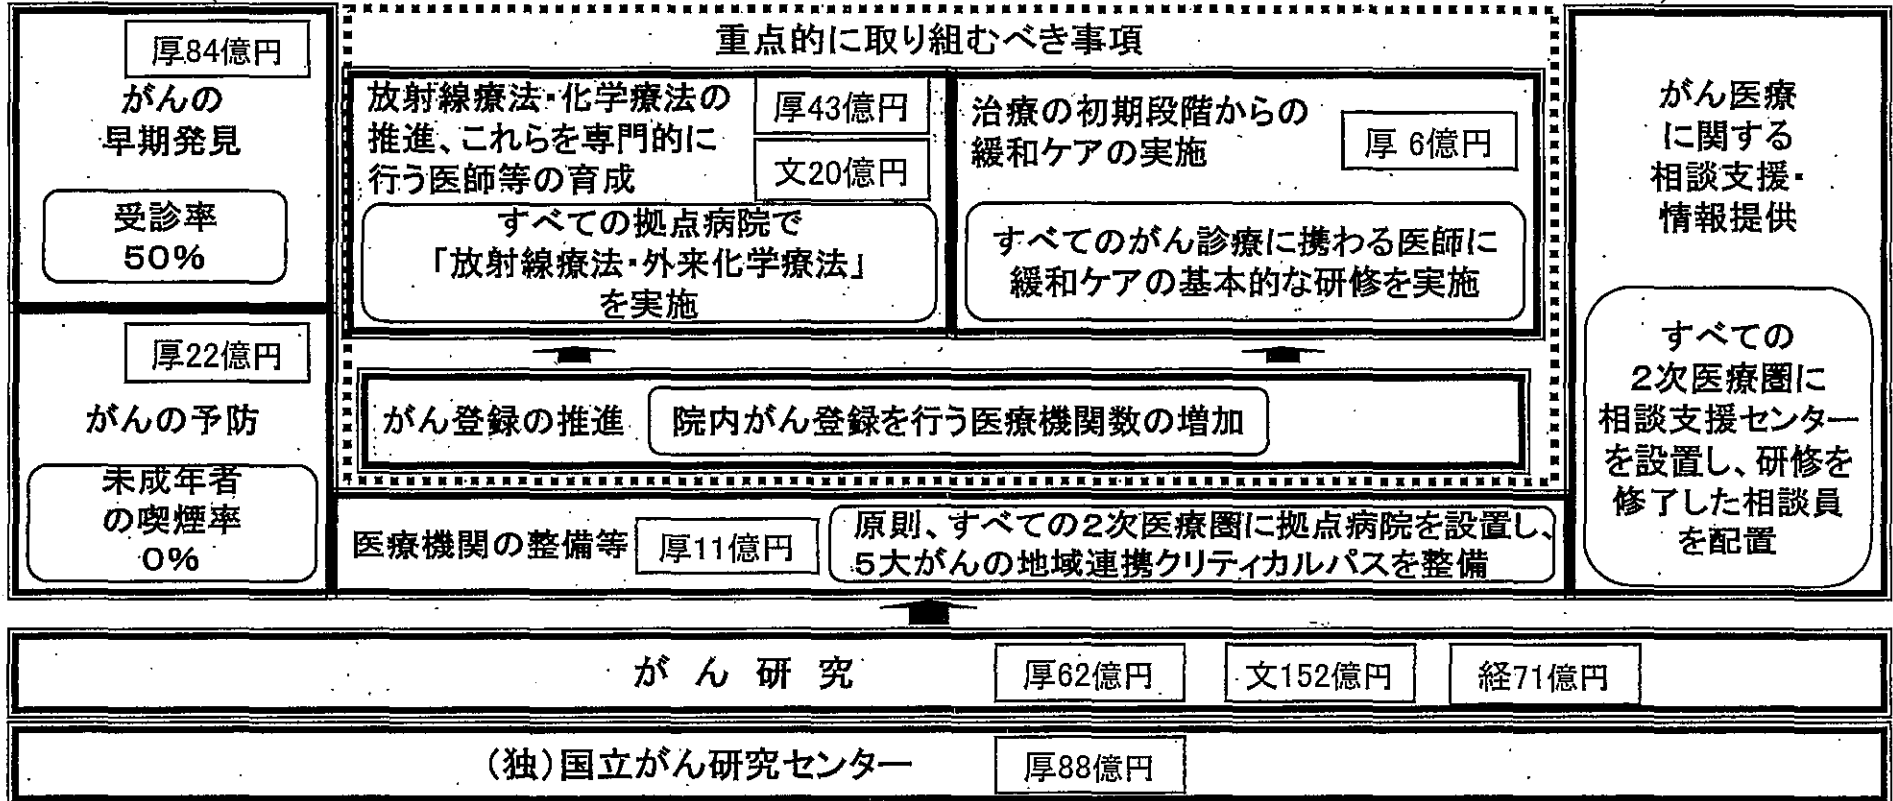 厚84億円
がんの
早期発見
受診率
50%
厚22億円
がんの予防
未成年者
の喫煙率
0%
重点的に取り組むべき事項
放射線療法・化学療法の
推進、これらを専門的に
行う医師等の育成
厚43億円
文20億円
すべての拠点病院で
「放射線療法・外来化学療法」
を実施
治療の初期段階からの
緩和ケアの実施
厚 6億円
すべてのがん診療に携わる医師に
緩和ケアの基本的な研修を実施
がん登録の推進
院内がん登録を行う医療機関数の増加
医療機関の整備等
厚11億円
原則、すべての2次医療圏に拠点病院を設置し、
5大がんの地域連携クリティカルパスを整備
がん医療
に関する
相談支援・
情報提供
すべての
2次医療圏に
相談支援センター
を設置し、研修を
修了した相談員
を配置
がん研究
厚62億円
文152億円
経71億円
(独)国立がん研究センター
厚88億円